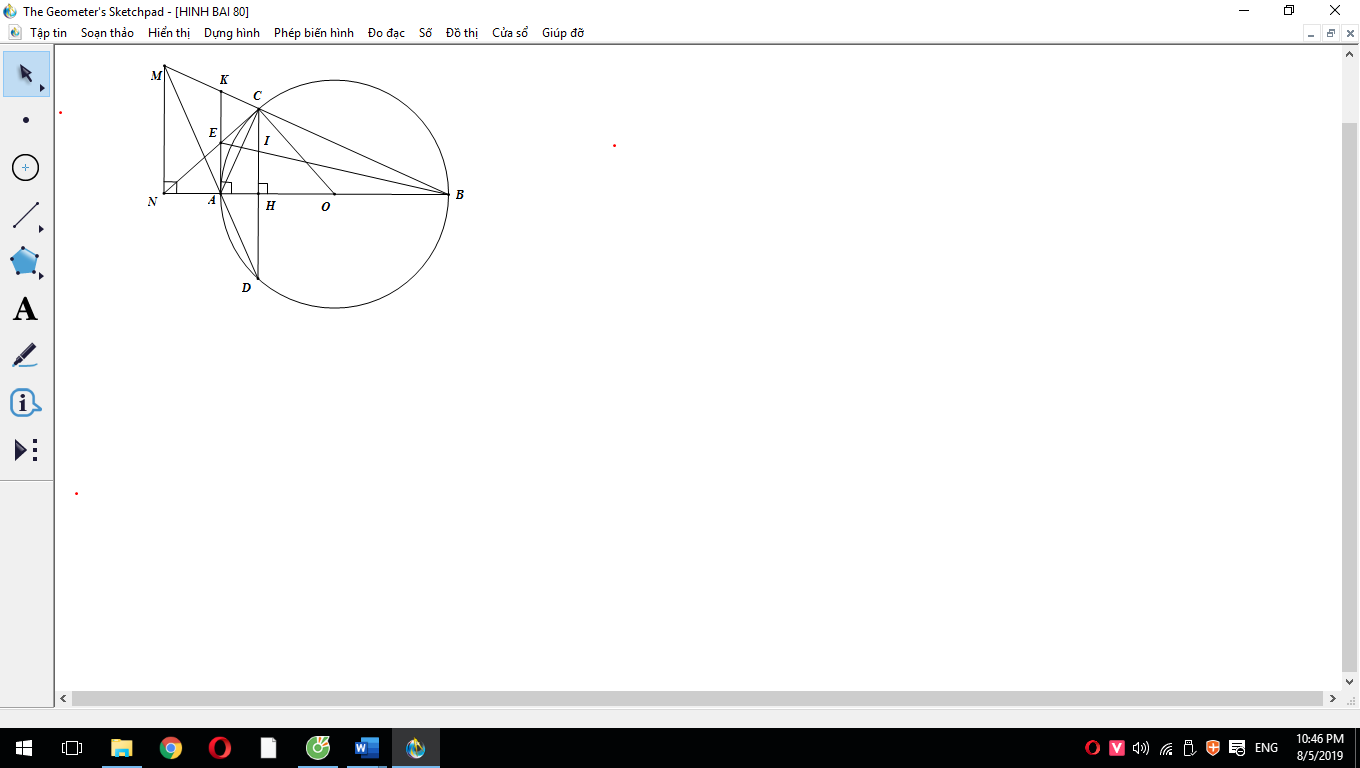 The Geometer's Sketchpad - [HINH BAI 80]
Tập tin Soạn thảo Hiển thị Dựng hình Phép biến hình Đo đạc Số Đồ thị Cửa sổ Giúp đỡ
M K
C
E I
N A H O B
D
A
i
V ENG 10:46 PM
8/5/2019